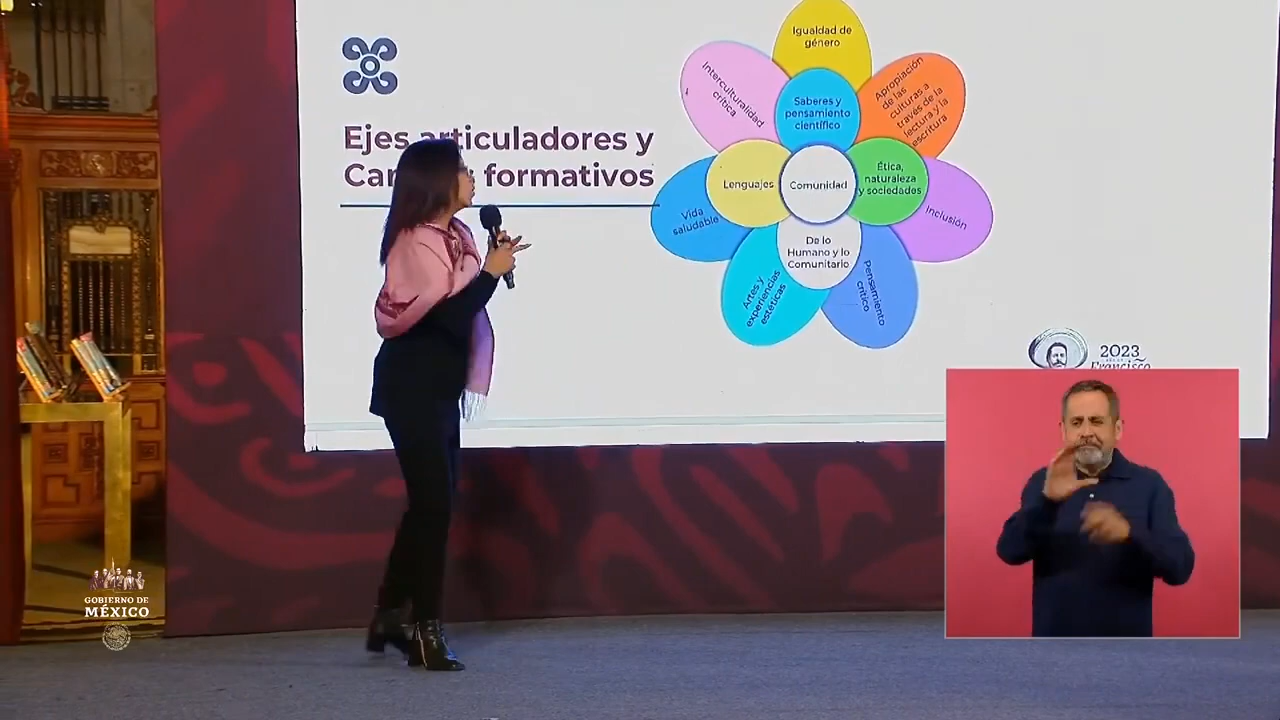 Ejes articuladores y
Campos formativos
Igualdad de
género
Interculturalidad
crítica
Apropiación
de las
culturas a
través de la
lectura y la
escritura
Saberes y
pensamiento
científico
Lenguajes
Comunidad
Ética,
naturaleza
y sociedades
Vida
saludable
Inclusión
De lo
Humano y lo
Comunitario
Artes y
experiencias
estéticas
Pensamiento
crítico
2023
Francisco
GOBIERNO DE
MÉXICO